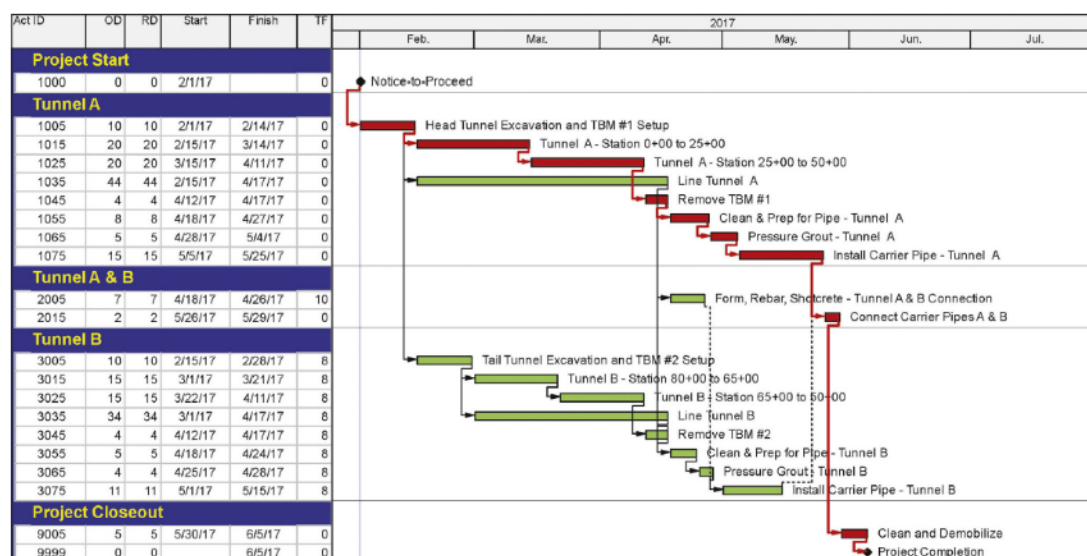 Act ID OD RD Start Finish TF 2017
Feb. Mar. Apr. May. Jun. Jul.
Project Start
1000 0 0 2/1/17 0 Notice-to-Proceed
Tunnel A
1005 10 10 2/1/17 2/14/17 0 Head Tunnel Excavation and TBM #1 Setup
1015 20 20 2/15/17 3/14/17 0 Tunnel A - Station 0+00 to 25+00
1025 20 20 3/15/17 4/11/17 0 Tunnel A - Station 25+00 to 50+00
1035 44 44 2/15/17 4/17/17 0 Line Tunnel A
1045 4 4 4/12/17 4/17/17 0 Remove TBM #1
1055 8 8 4/18/17 4/27/17 0 Clean & Prep for Pipe - Tunnel A
1065 5 5 4/28/17 5/4/17 0 Pressure Grout - Tunnel A
1075 15 15 5/5/17 5/25/17 0 Install Carrier Pipe - Tunnel A
Tunnel A & B
2005 7 7 4/18/17 4/26/17 10 Form, Rebar, Shotcrete - Tunnel A & B Connection
2015 2 2 5/26/17 5/29/17 0 Connect Carrier Pipes A & B
Tunnel B
3005 10 10 2/15/17 2/28/17 8 Tail Tunnel Excavation and TBM #2 Setup
3015 15 15 3/1/17 3/21/17 8 Tunnel B - Station 80+00 to 65+00
3025 15 15 3/22/17 4/11/17 8 Tunnel B - Station 65+00 to 50+00
3035 34 34 3/1/17 4/17/17 8 Line Tunnel B
3045 4 4 4/12/17 4/17/17 8 Remove TBM #2
3055 5 5 4/18/17 4/24/17 8 Clean & Prep for Pipe - Tunnel B
3065 4 4 4/25/17 4/28/17 8 Pressure Grout - Tunnel B
3075 11 11 5/1/17 5/15/17 8 Install Carrier Pipe - Tunnel B
Project Closeout
9005 5 5 5/30/17 6/5/17 0 Clean and Demobilize
9999 0 0 6/5/17 0 Project Completion